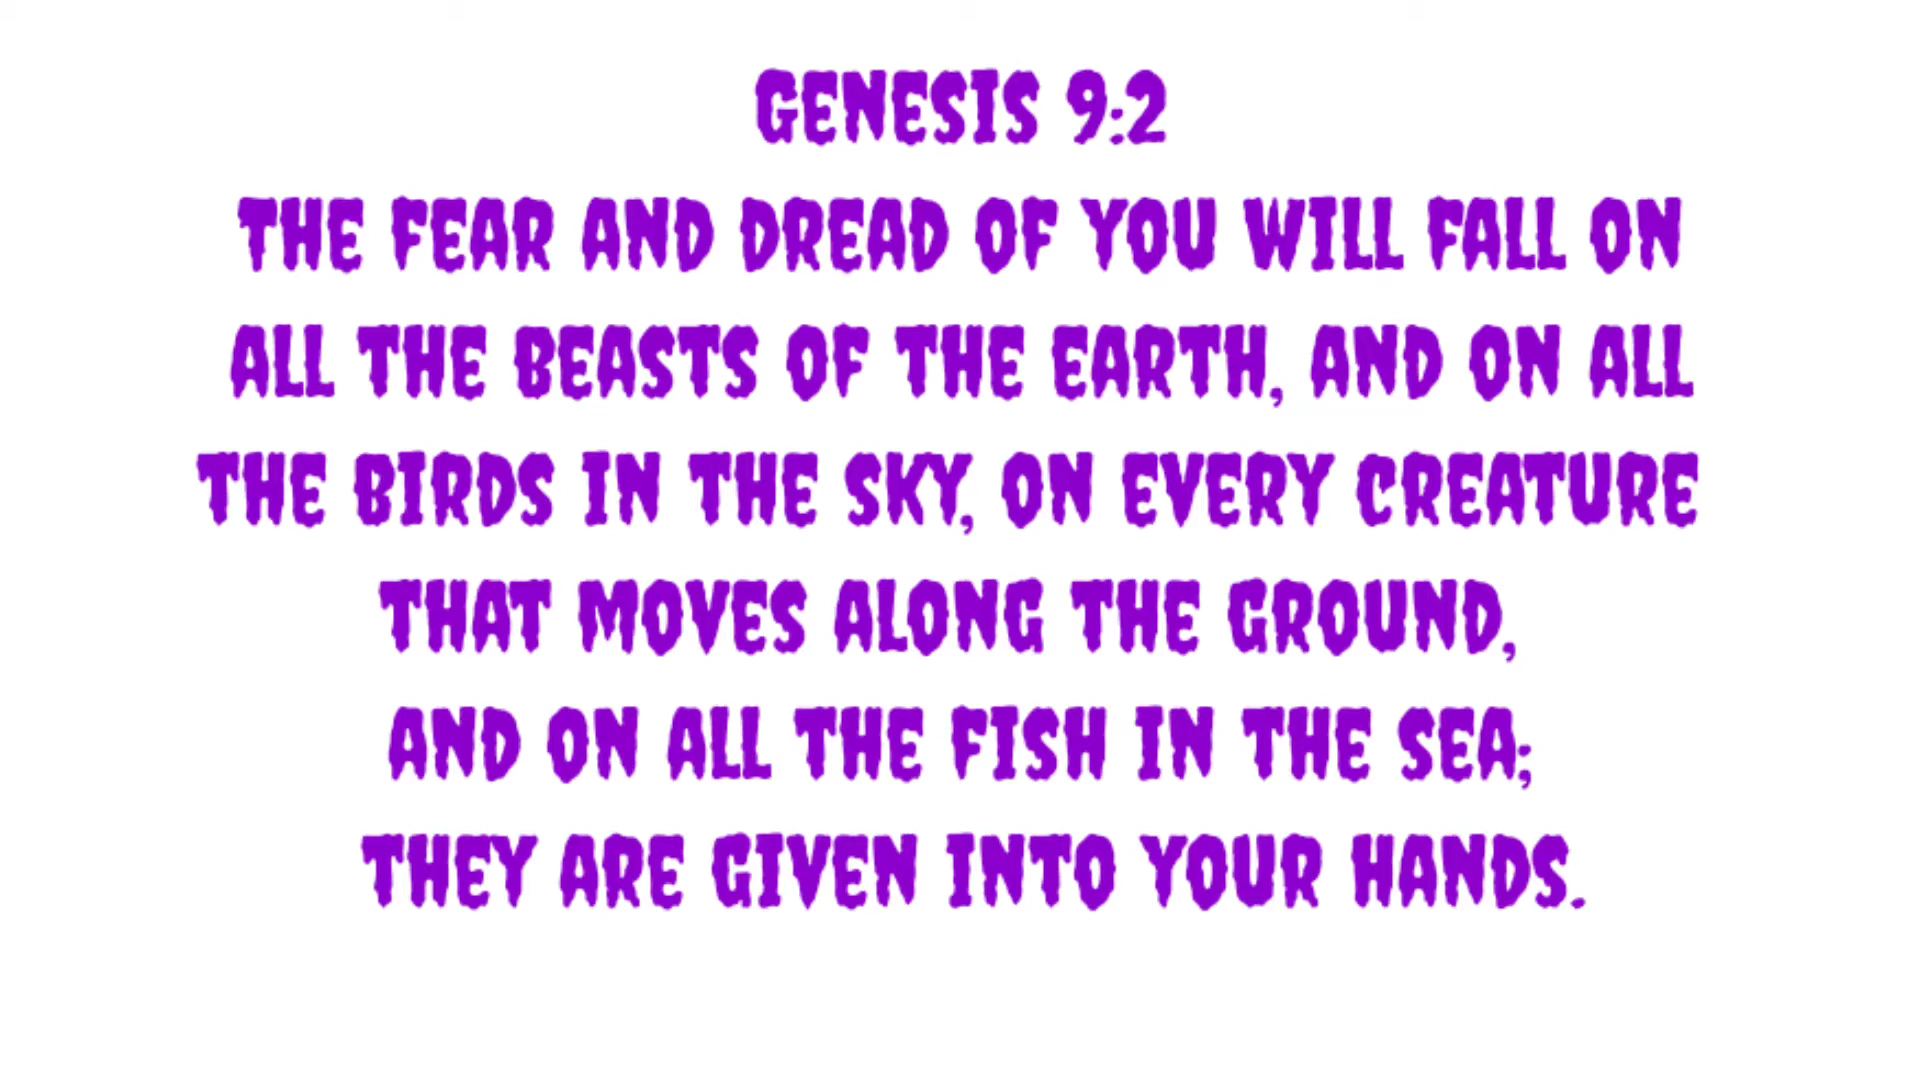 GENESIS 9:2
THE FEAR AND DREAD OF YOU WILL FALL ON
ALL THE BEASTS OF THE EARTH, AND ON ALL
THE BIRDS IN THE SKY, ON EVERY CREATURE
THAT MOVES ALONG THE GROUND,
AND ON ALL THE FISH IN THE SEA;
THEY ARE GIVEN INTO YOUR HANDS.